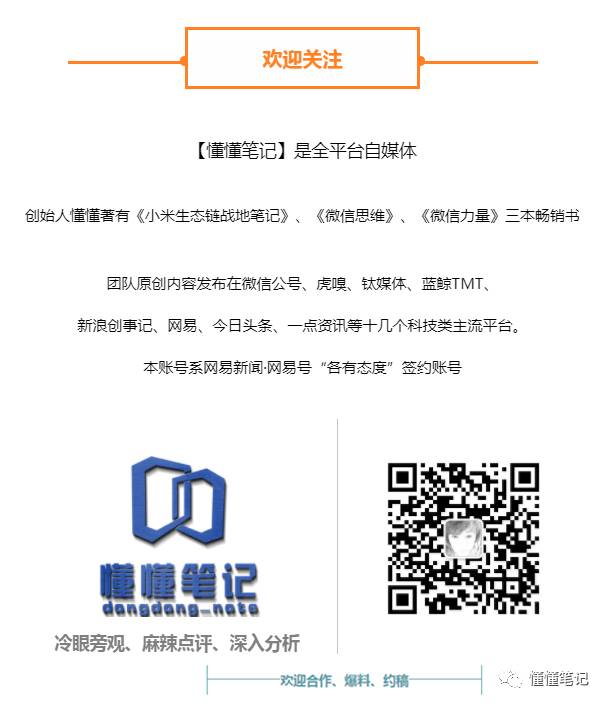 欢迎关注
【懂懂笔记】是全平台自媒体
创始人懂懂著有《小米生态链战地笔记》、《微信思维》、《微信力量》三本畅销书
团队原创内容发布在微信公号、虎嗅、钛媒体、蓝鲸TMT、
新浪创事记、网易、今日头条、一点资讯等十几个科技类主流平台。
本账号系网易新闻·网易号“各有态度”签约账号
懂懂笔记
dongdong-note
冷眼旁观、麻辣点评、深入分析
欢迎合作、爆料、约稿
懂懂笔记